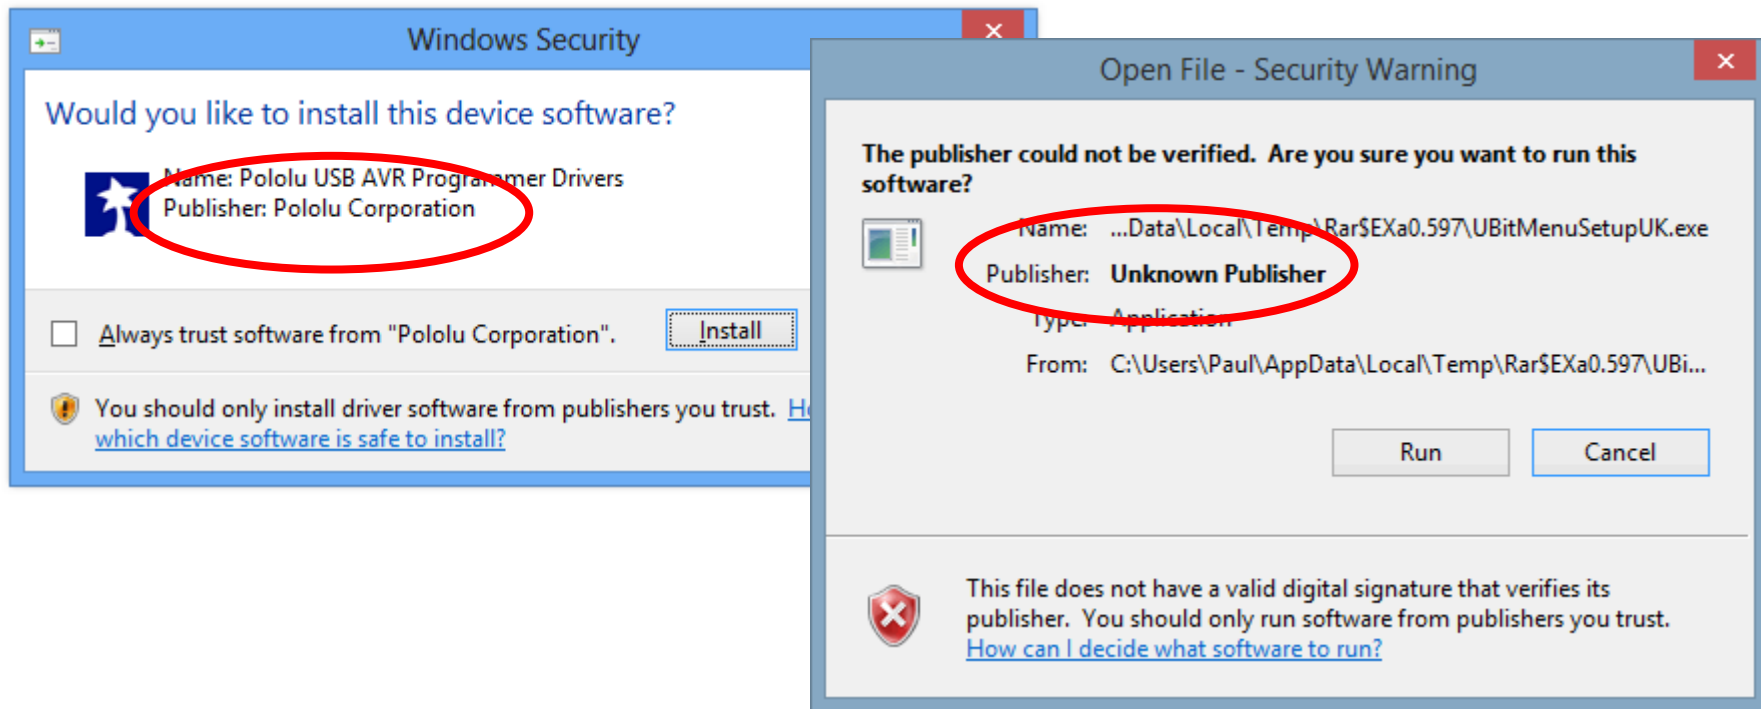 Windows Security
Would you like to install this device software?
Name: Pololu USB AVR Programmer Drivers
Publisher: Pololu Corporation
Always trust software from "Pololu Corporation".
Install
You should only install driver software from publishers you trust.
which device software is safe to install?
Open File - Security Warning
The publisher could not be verified. Are you sure you want to run this
software?
Name: ...Data\Local\Temp\Rar$EXa0.597\UBitMenuSetupUK.exe
Publisher: Unknown Publisher
Type: Application
From: C:\Users\Paul\AppData\Local\Temp\Rar$EXa0.597\UBi...
Run
Cancel
This file does not have a valid digital signature that verifies its
publisher. You should only run software from publishers you trust.
How can I decide what software to run?